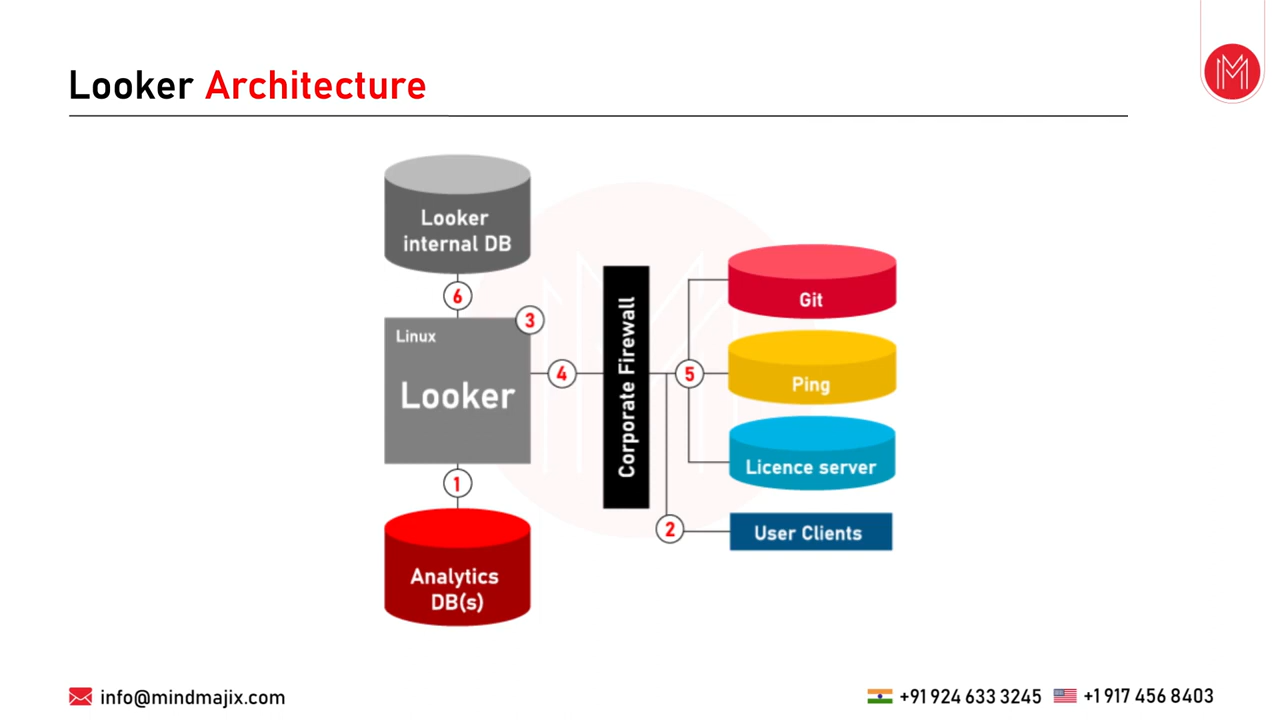 Looker Architecture
Looker
internal DB
6
3
Linux
Looker
4
Corporate Firewall
5
Git
Ping
Licence server
1
2
User Clients
Analytics
DB(s)
info@mindmajix.com
+91 924 633 3245
+1 917 456 8403